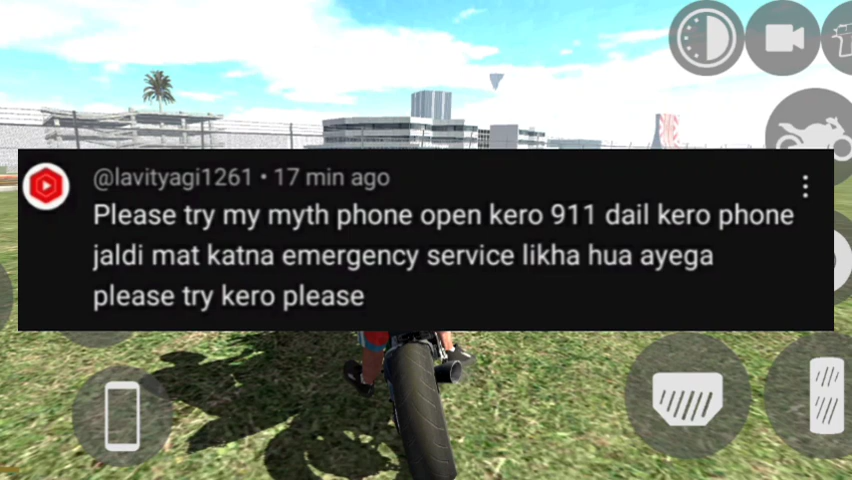 @lavityagi1261 • 17 min ago
Please try my myth phone open kero 911 dail kero phone
jaldi mat katna emergency service likha hua ayega
please try kero please